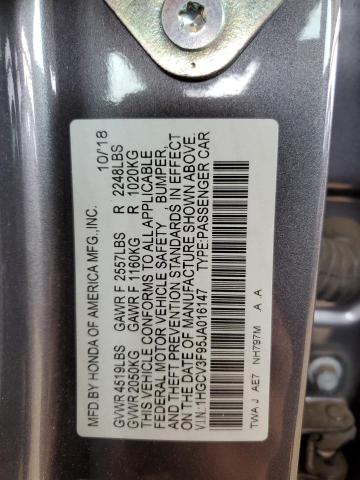 MFD BY HONDA OF AMERICA MFG.,INC. 10/18
GVWR 4519LBS GAWR F 2557LBS R 2248LBS
GVWR 2050KG GAWR F 1160KG R 1020KG
THIS VEHICLE CONFORMS TO ALL APPLICABLE
FEDERAL MOTOR VEHICLE SAFETY BUMPER,
AND THEFT PREVENTION STANDARDS, IN EFFECT
ON THE DATE OF MANUFACTURE SHOWN ABOVE.
V.I.N.:1HGCV3F95JA016147 TYPE:PASSENGER CAR
TWA J AE7 NH797M A .A